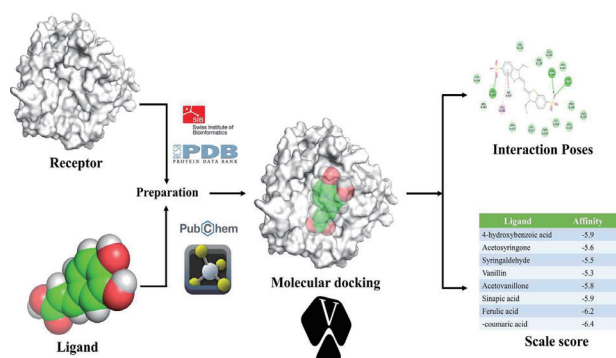 Receptor
SIB
Swiss Institute of
Bioinformatics
RCSB
PDB
PROTEIN DATA BANK
Preparation
PubChem
Ligand
Molecular docking
Interaction Poses
Ligand Affinity
4-hydroxybenzoic acid -5.9
Acetosyringone -5.6
Syringaldehyde -5.5
Vanillin -5.3
Acetovanillone -5.8
Sinapic acid -5.9
Ferulic acid -6.2
-coumaric acid -6.4
Scale score